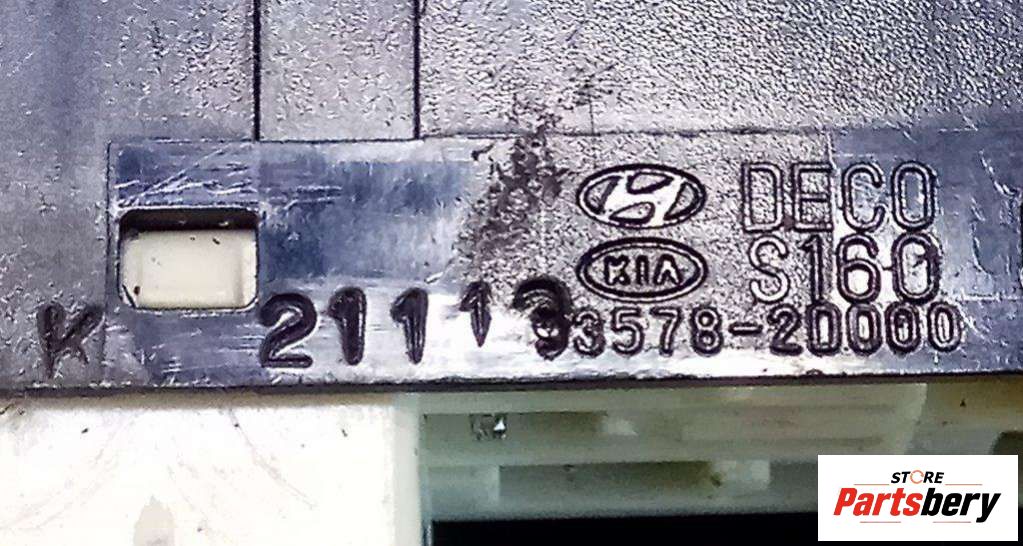 DECO
KIA S160
K 21113
93578-2D000
STORE
Partsbery